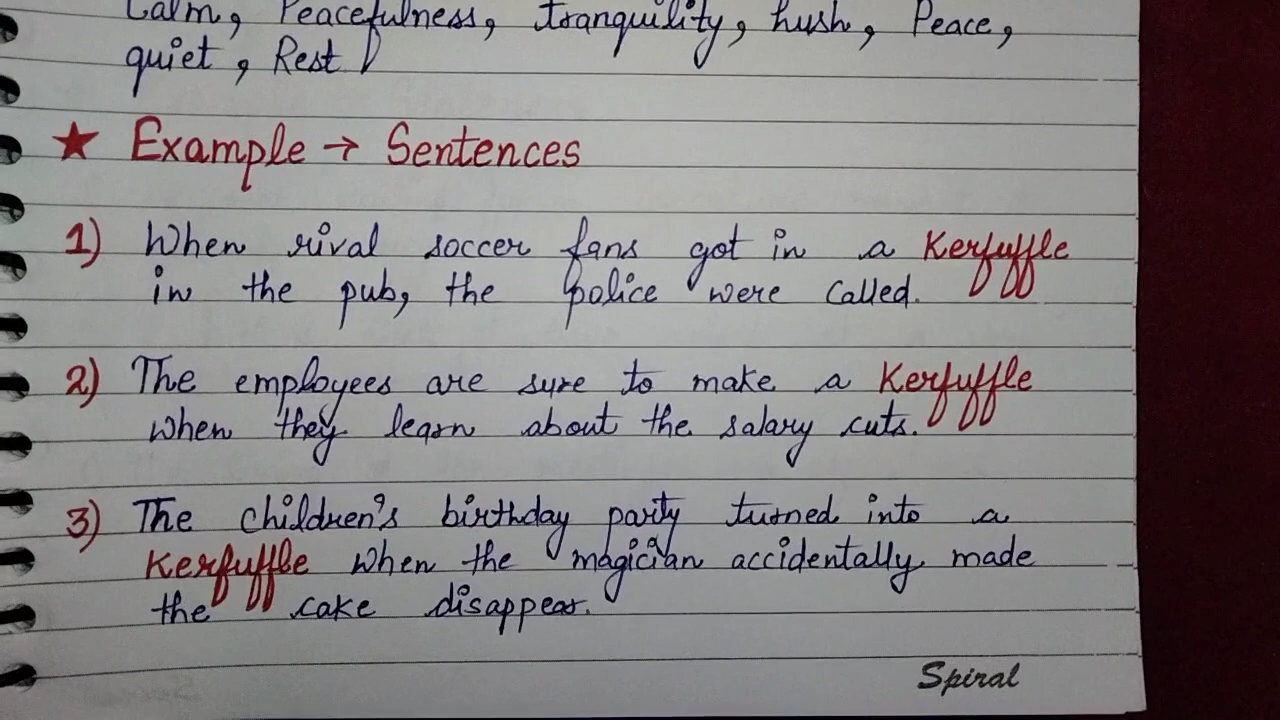 Calm, Peacefulness, tranquility, hush, Peace,
quiet, Rest
★ Example → Sentences
1) When rival soccer fans got in a Kerfuffle
in the pub, the police were called.
2) The employees are sure to make a Kerfuffle
when they learn about the salary cuts.
3) The children's birthday party turned into a
Kerfuffle when the magician accidentally made
the cake disappear.
Spiral